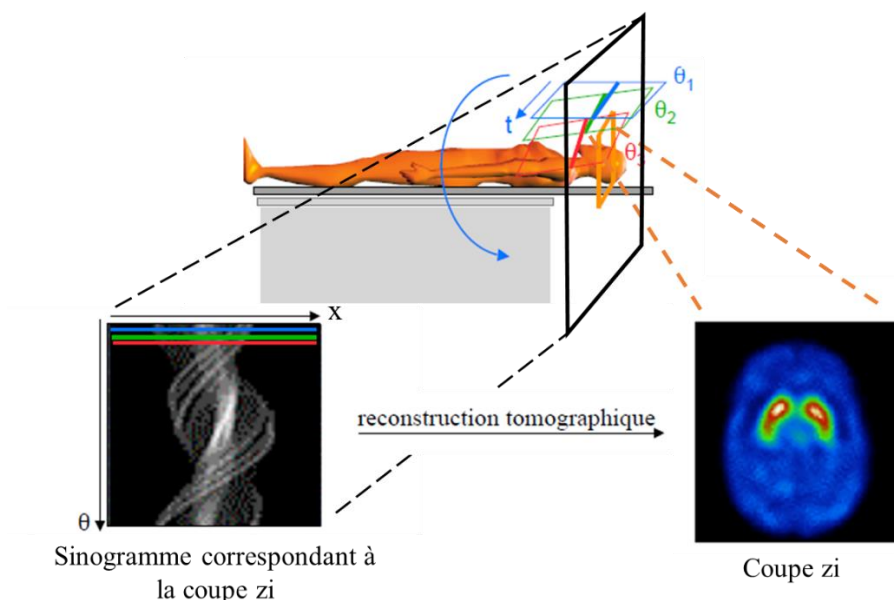 θ1
θ2
t
θ3
x
reconstruction tomographique
θ
Sinogramme correspondant à
la coupe zi
Coupe zi